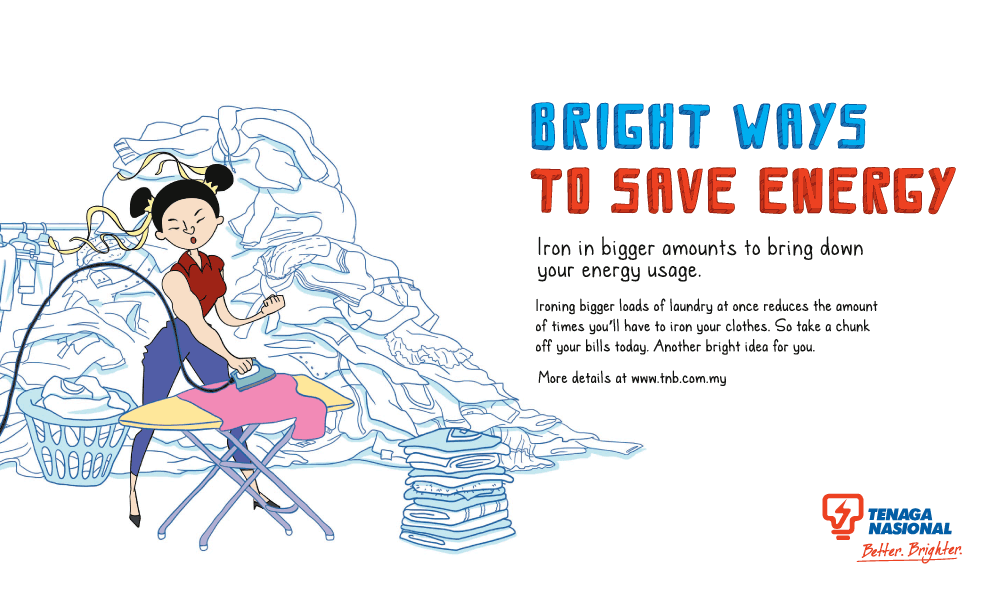 BRIGHT WAYS
TO SAVE ENERGY
Iron in bigger amounts to bring down
your energy usage.
Ironing bigger loads of laundry at once reduces the amount
of times you'll have to iron your clothes. So take a chunk
off your bills today. Another bright idea for you.
More details at www.tnb.com.my
TENAGA
NASIONAL
Better. Brighter.